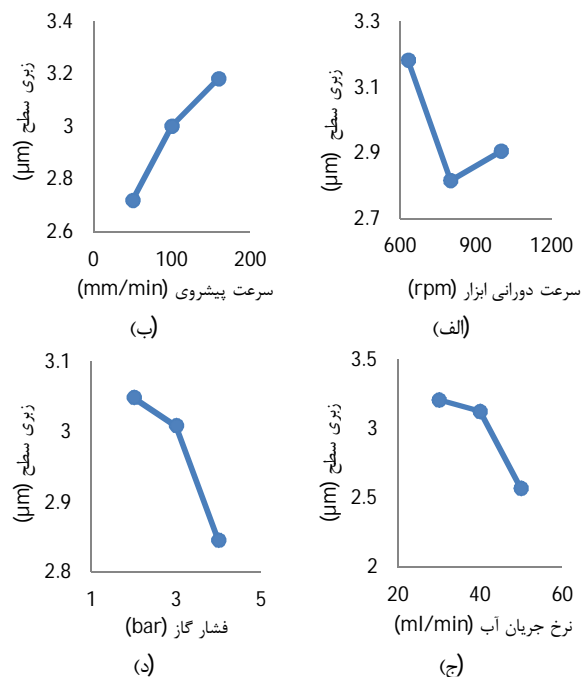 3.4
3.2
3
2.8
2.6
0 100 200
زبری سطح (µm)
سرعت پیشروی (mm/min)
(ب)
3.3
3.1
2.9
2.7
600 900 1200
زبری سطح (µm)
سرعت دورانی ابزار (rpm)
(الف)
3.1
3
2.9
2.8
1 3 5
زبری سطح (µm)
فشار گاز (bar)
(د)
3.5
3
2.5
2
20 40 60
زبری سطح (µm)
نرخ جریان آب (ml/min)
(ج)